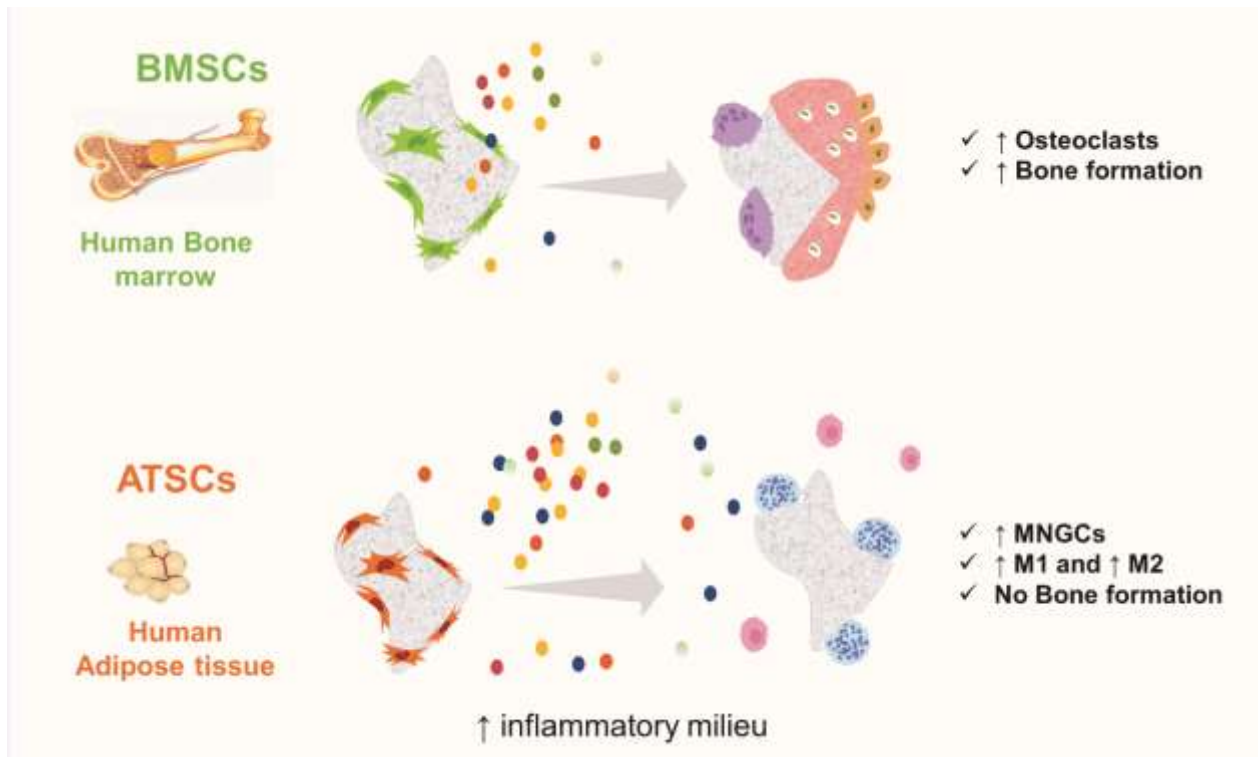 BMSCs
Human Bone
marrow
✓ ↑ Osteoclasts
✓ ↑ Bone formation
ATSCs
Human
Adipose tissue
✓ ↑ MNGCs
✓ ↑ M1 and ↑ M2
✓ No Bone formation
↑ inflammatory milieu